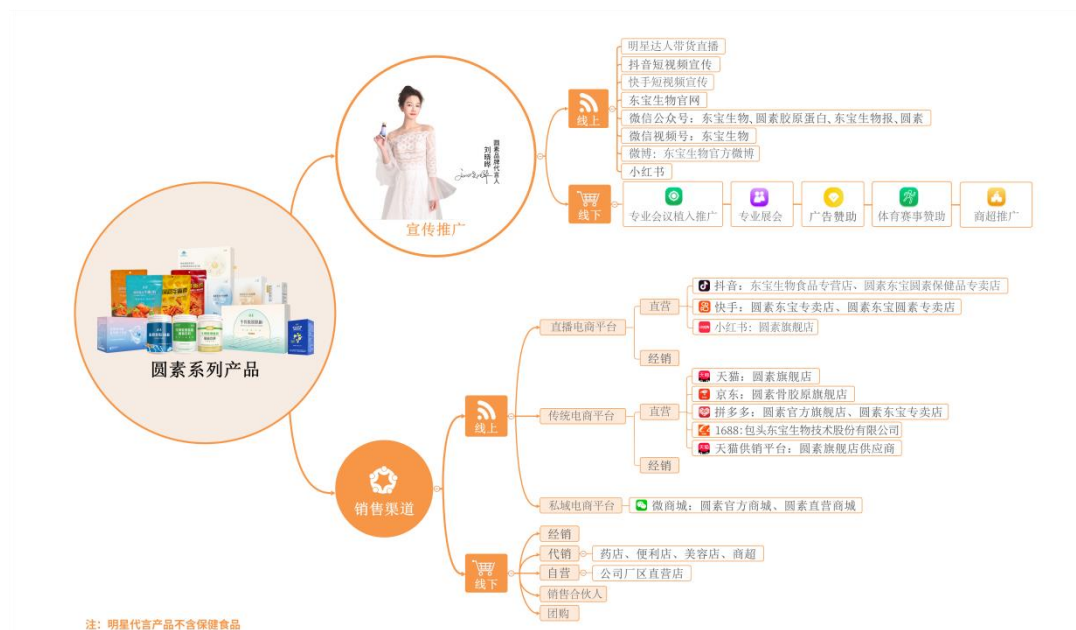 明星达人带货直播
抖音短视频宣传
快手短视频宣传
东宝生物官网
线上
微信公众号：东宝生物、圆素胶原蛋白、东宝生物报、圆素
微信视频号：东宝生物
微博：东宝生物官方微博
小红书
圆素品牌代言人
刘晓晔
宣传推广
线下
专业会议植入推广
专业展会
广告赞助
体育赛事赞助
商超推广
圆素系列产品
直播电商平台
直营
抖音：东宝生物食品专营店、圆素东宝圆素保健品专卖店
快手：圆素东宝专卖店、圆素东宝圆素专卖店
小红书：圆素旗舰店
经销
线上
传统电商平台
直营
天猫：圆素旗舰店
京东：圆素骨胶原旗舰店
拼多多：圆素官方旗舰店、圆素东宝专卖店
1688:包头东宝生物技术股份有限公司
天猫供销平台：圆素旗舰店供应商
经销
私域电商平台
微商城：圆素官方商城、圆素直营商城
销售渠道
线下
经销
代销
药店、便利店、美容店、商超
自营
公司厂区直营店
销售合伙人
团购
注：明星代言产品不含保健食品